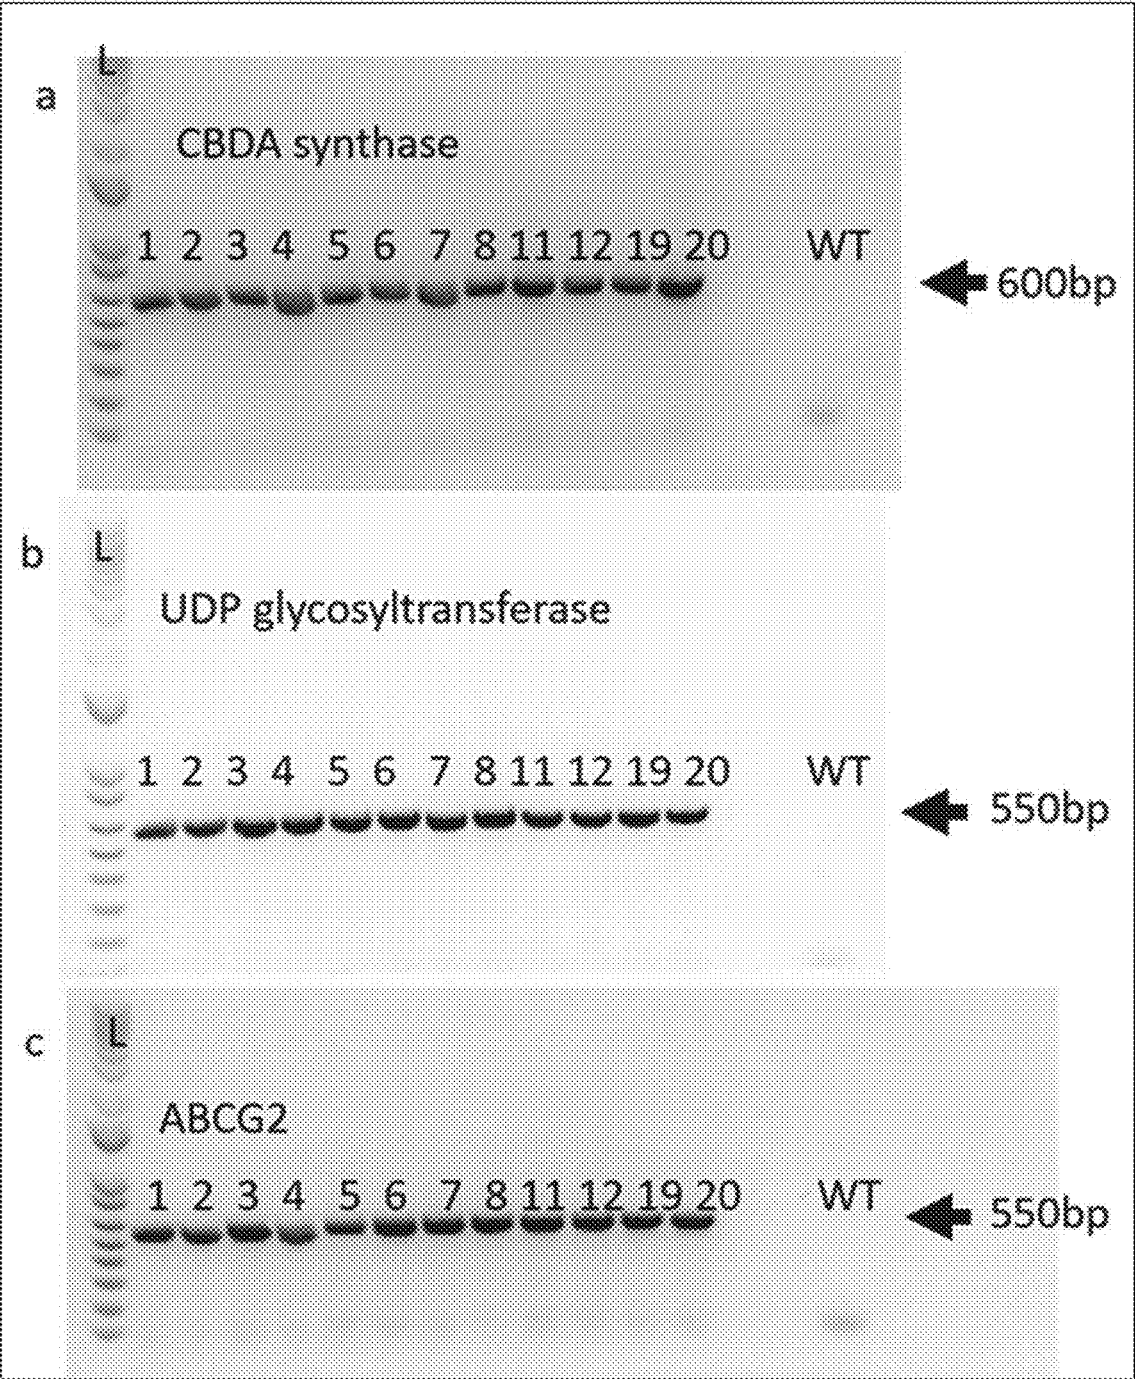 a
L
CBDA synthase
1 2 3 4 5 6 7 8 11 12 19 20 WT
600bp
b
L
UDP glycosyltransferase
1 2 3 4 5 6 7 8 11 12 19 20 WT
550bp
c
L
ABCG2
1 2 3 4 5 6 7 8 11 12 19 20 WT
550bp